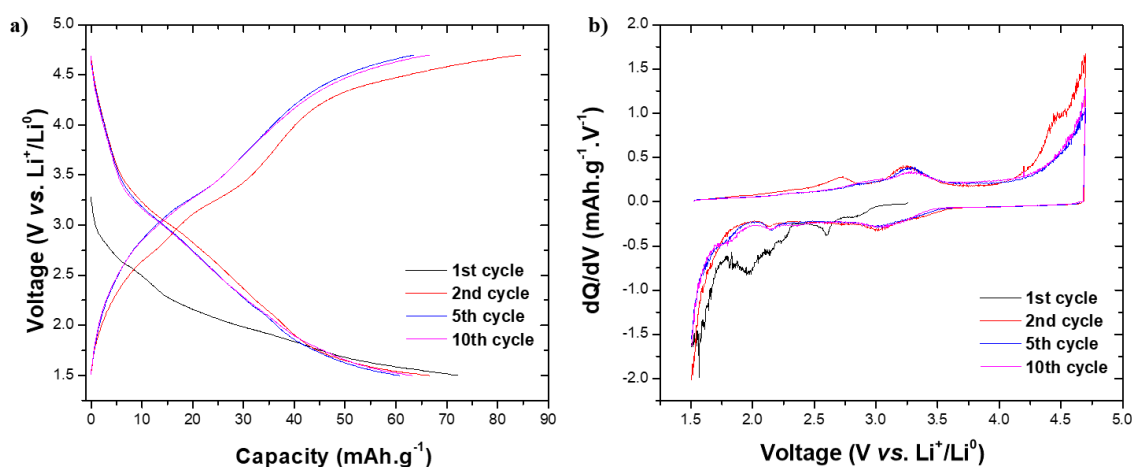 a)
5.0
4.5
4.0
3.5
3.0
2.5
2.0
1.5
Voltage (V vs. Li⁺/Li⁰)
0 10 20 30 40 50 60 70 80 90
Capacity (mAh.g⁻¹)
1st cycle
2nd cycle
5th cycle
10th cycle
b)
2.0
1.5
1.0
0.5
0.0
-0.5
-1.0
-1.5
-2.0
dQ/dV (mAh.g⁻¹.V⁻¹)
1.5 2.0 2.5 3.0 3.5 4.0 4.5 5.0
Voltage (V vs. Li⁺/Li⁰)
1st cycle
2nd cycle
5th cycle
10th cycle